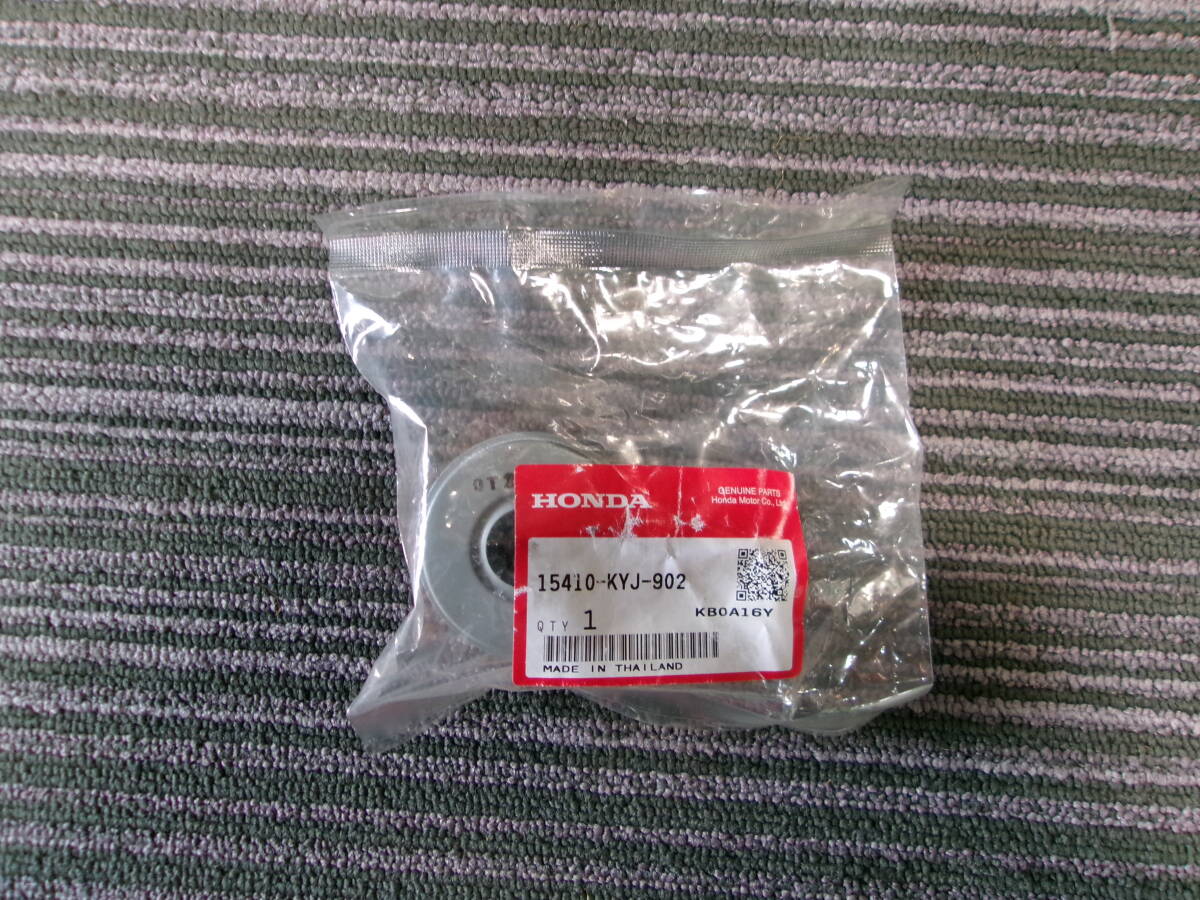 HONDA
GENUINE PARTS
Honda Motor Co., Ltd
15410-KYJ-902
KB0A16Y
QTY 1
MADE IN THAILAND